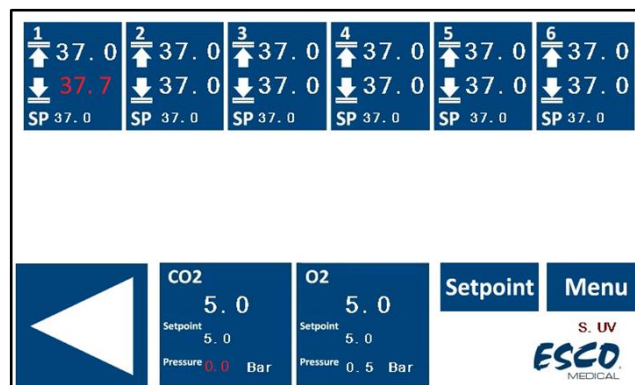 1 2 3 4 5 6
37.0 37.0 37.0 37.0 37.0 37.0
37.7 37.0 37.0 37.0 37.0 37.0
SP 37.0 SP 37.0 SP 37.0 SP 37.0 SP 37.0 SP 37.0
CO2
5.0
Setpoint
5.0
Pressure 0.0 Bar
O2
5.0
Setpoint
5.0
Pressure 0.5 Bar
Setpoint
Menu
S. UV
ESCO
MEDICAL